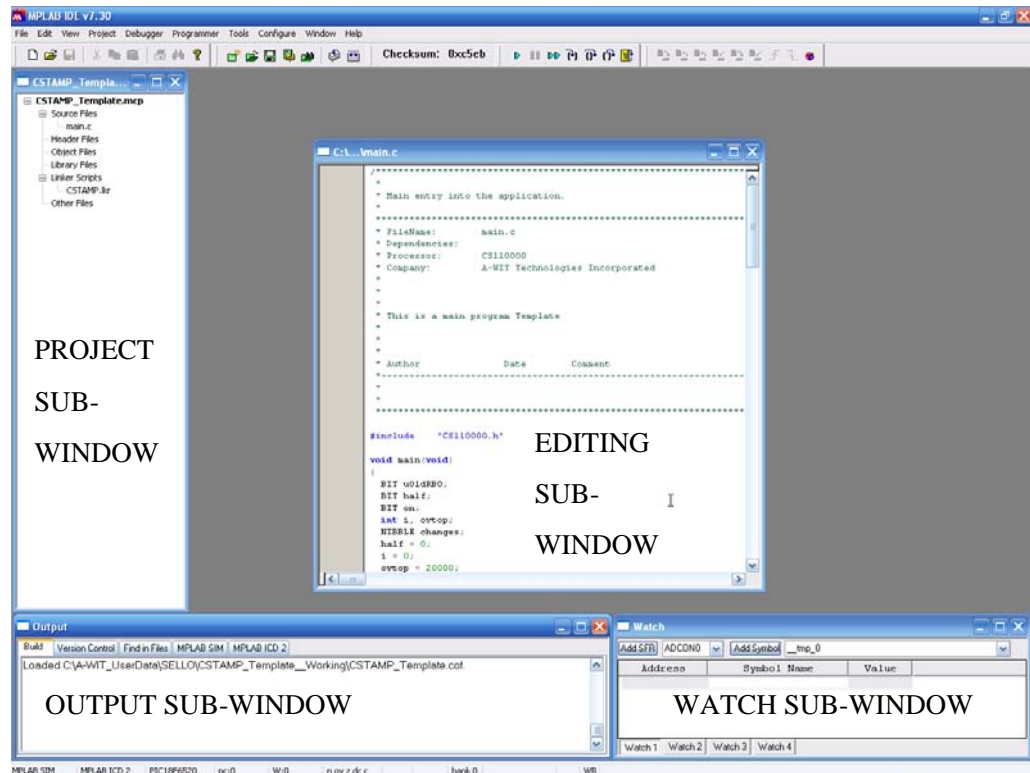 MPLAB IDE v7.30
File Edit View Project Debugger Programmer Tools Configure Window Help
Checksum: 0xc5eb
CSTAMP_Templa...
CSTAMP_Template.mcp
Source Files
main.c
Header Files
Object Files
Library Files
Linker Scripts
CSTAMP.lkr
Other Files
PROJECT
SUB-
WINDOW
C:\...\main.c
/*******************************************************************
*
* Main entry into the application.
*
********************************************************************
* FileName: main.c
* Dependencies:
* Processor: CS110000
* Company: A-WIT Technologies Incorporated
*
*
*
* This is a main program Template
*
*
*
* Author Date Comment
*-------------------------------------------------------------------
*
*
********************************************************************
#include "CS110000.h"
void main(void)
{
BIT uOldRB0;
BIT half;
BIT on;
int i, ovtop;
NIBBLE changes;
half = 0;
i = 0;
ovtop = 20000;
EDITING
SUB-
WINDOW
Output
Build Version Control Find in Files MPLAB SIM MPLAB ICD 2
Loaded C:\A-WIT_UserData\SELLO\CSTAMP_Template__Working\CSTAMP_Template.cof.
OUTPUT SUB-WINDOW
Watch
Add SFR ADCON0 Add Symbol __tmp_0
Address Symbol Name Value
WATCH SUB-WINDOW
Watch 1 Watch 2 Watch 3 Watch 4
MPLAB SIM MPLAB ICD 2 PIC18F6520 pc:0 W:0 n ov z dc c bank 0 WR